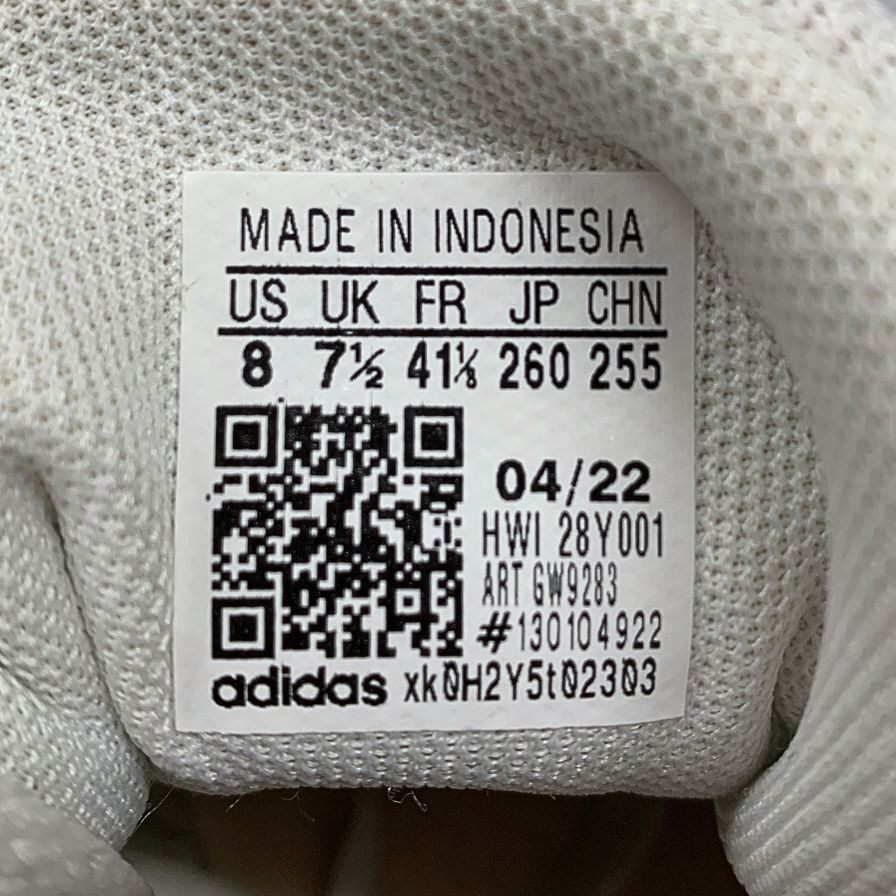 MADE IN INDONESIA
US UK FR JP CHN
8 7½ 41⅓ 260 255
04/22
HWI 28Y001
ART GW9283
#130104922
adidas xk0H2Y5t02303